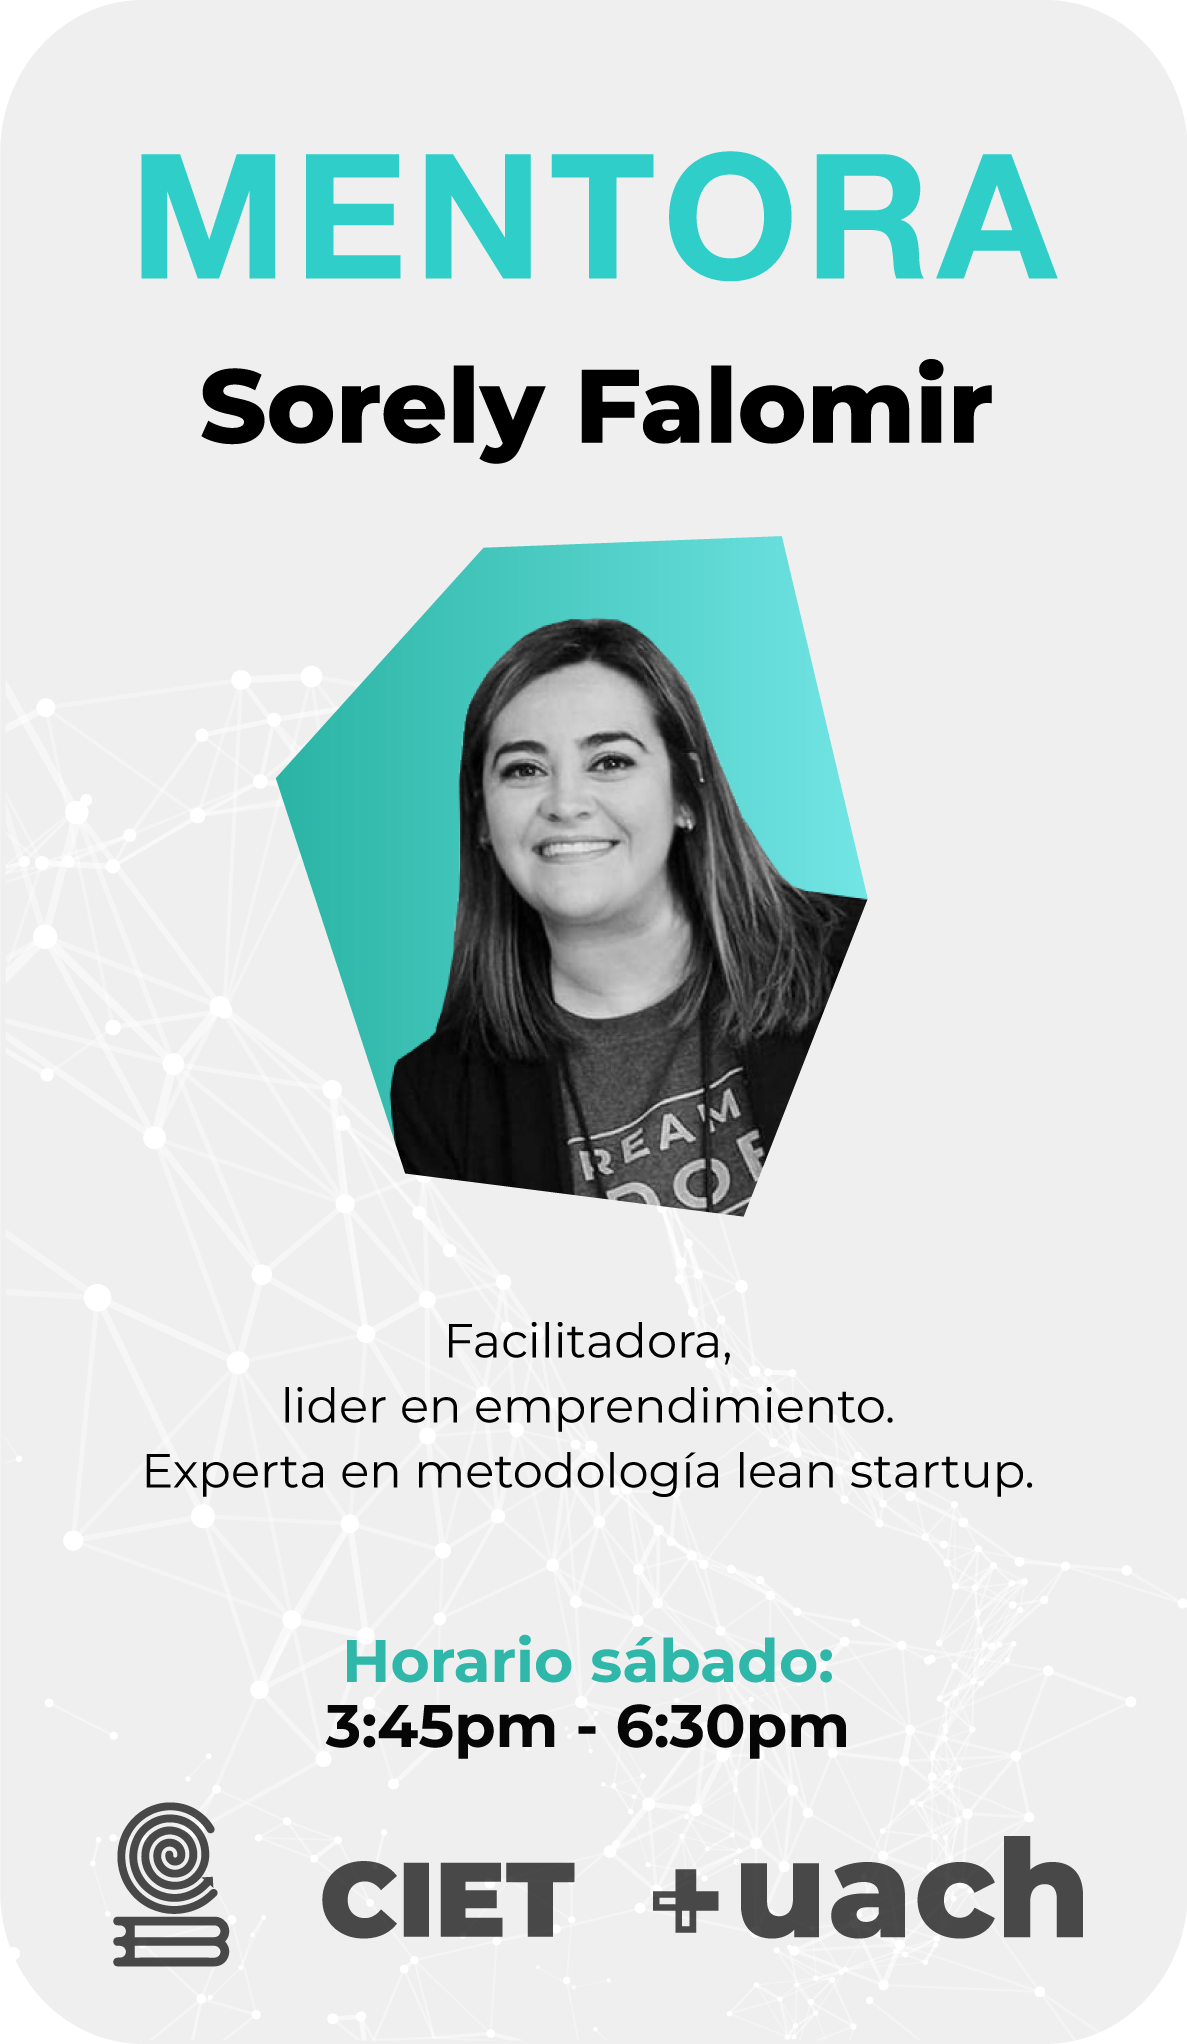 MENTORA
Sorely Falomir
REAM
DOE
Facilitadora,
lider en emprendimiento.
Experta en metodología lean startup.
Horario sábado:
3:45pm - 6:30pm
CIET +uach